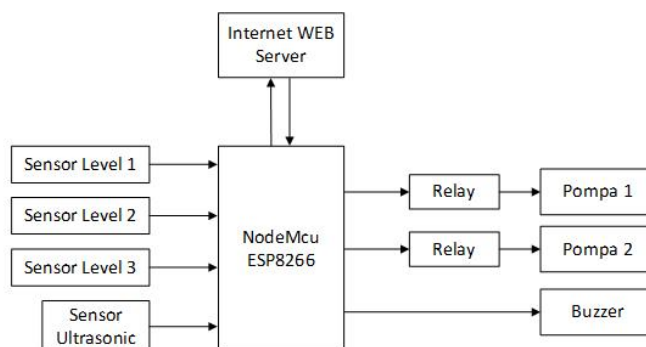 Internet WEB
Server
Sensor Level 1
Sensor Level 2
Sensor Level 3
Sensor
Ultrasonic
NodeMcu
ESP8266
Relay
Pompa 1
Relay
Pompa 2
Buzzer